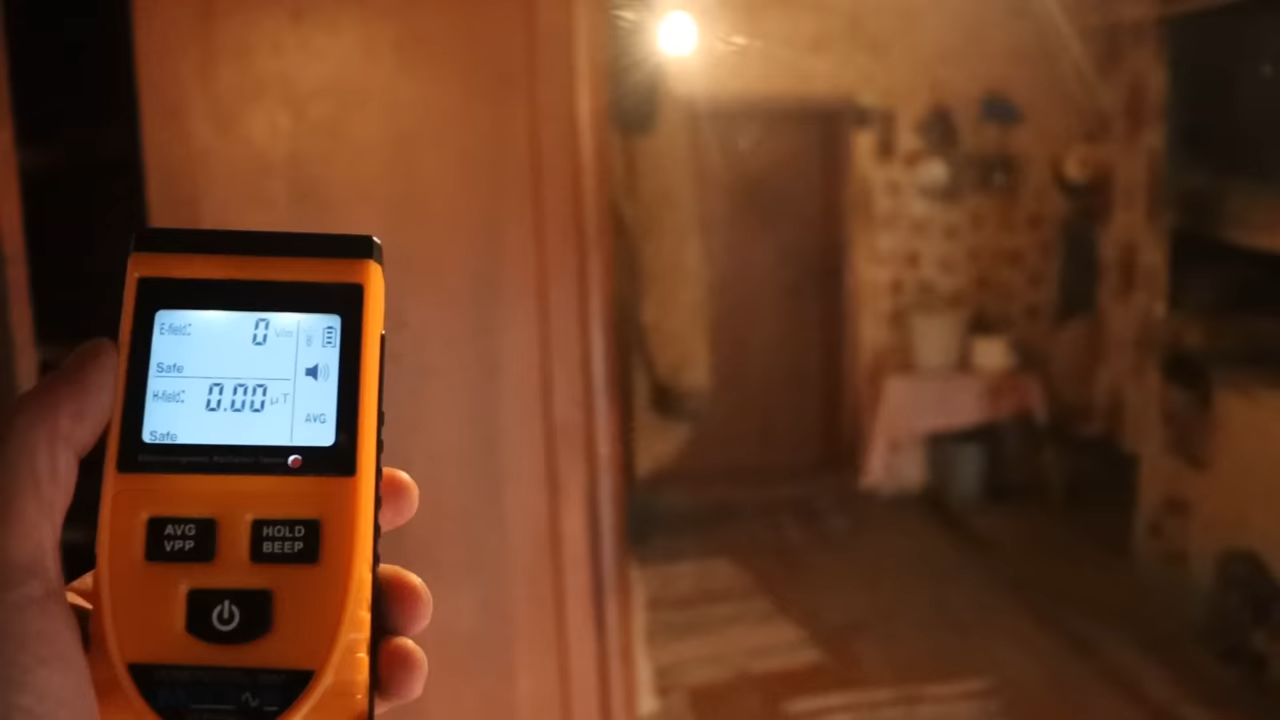 E-field: 0 V/m
Safe
H-field: 0.00 μT
AVG
Safe
AVG
VPP
HOLD
BEEP